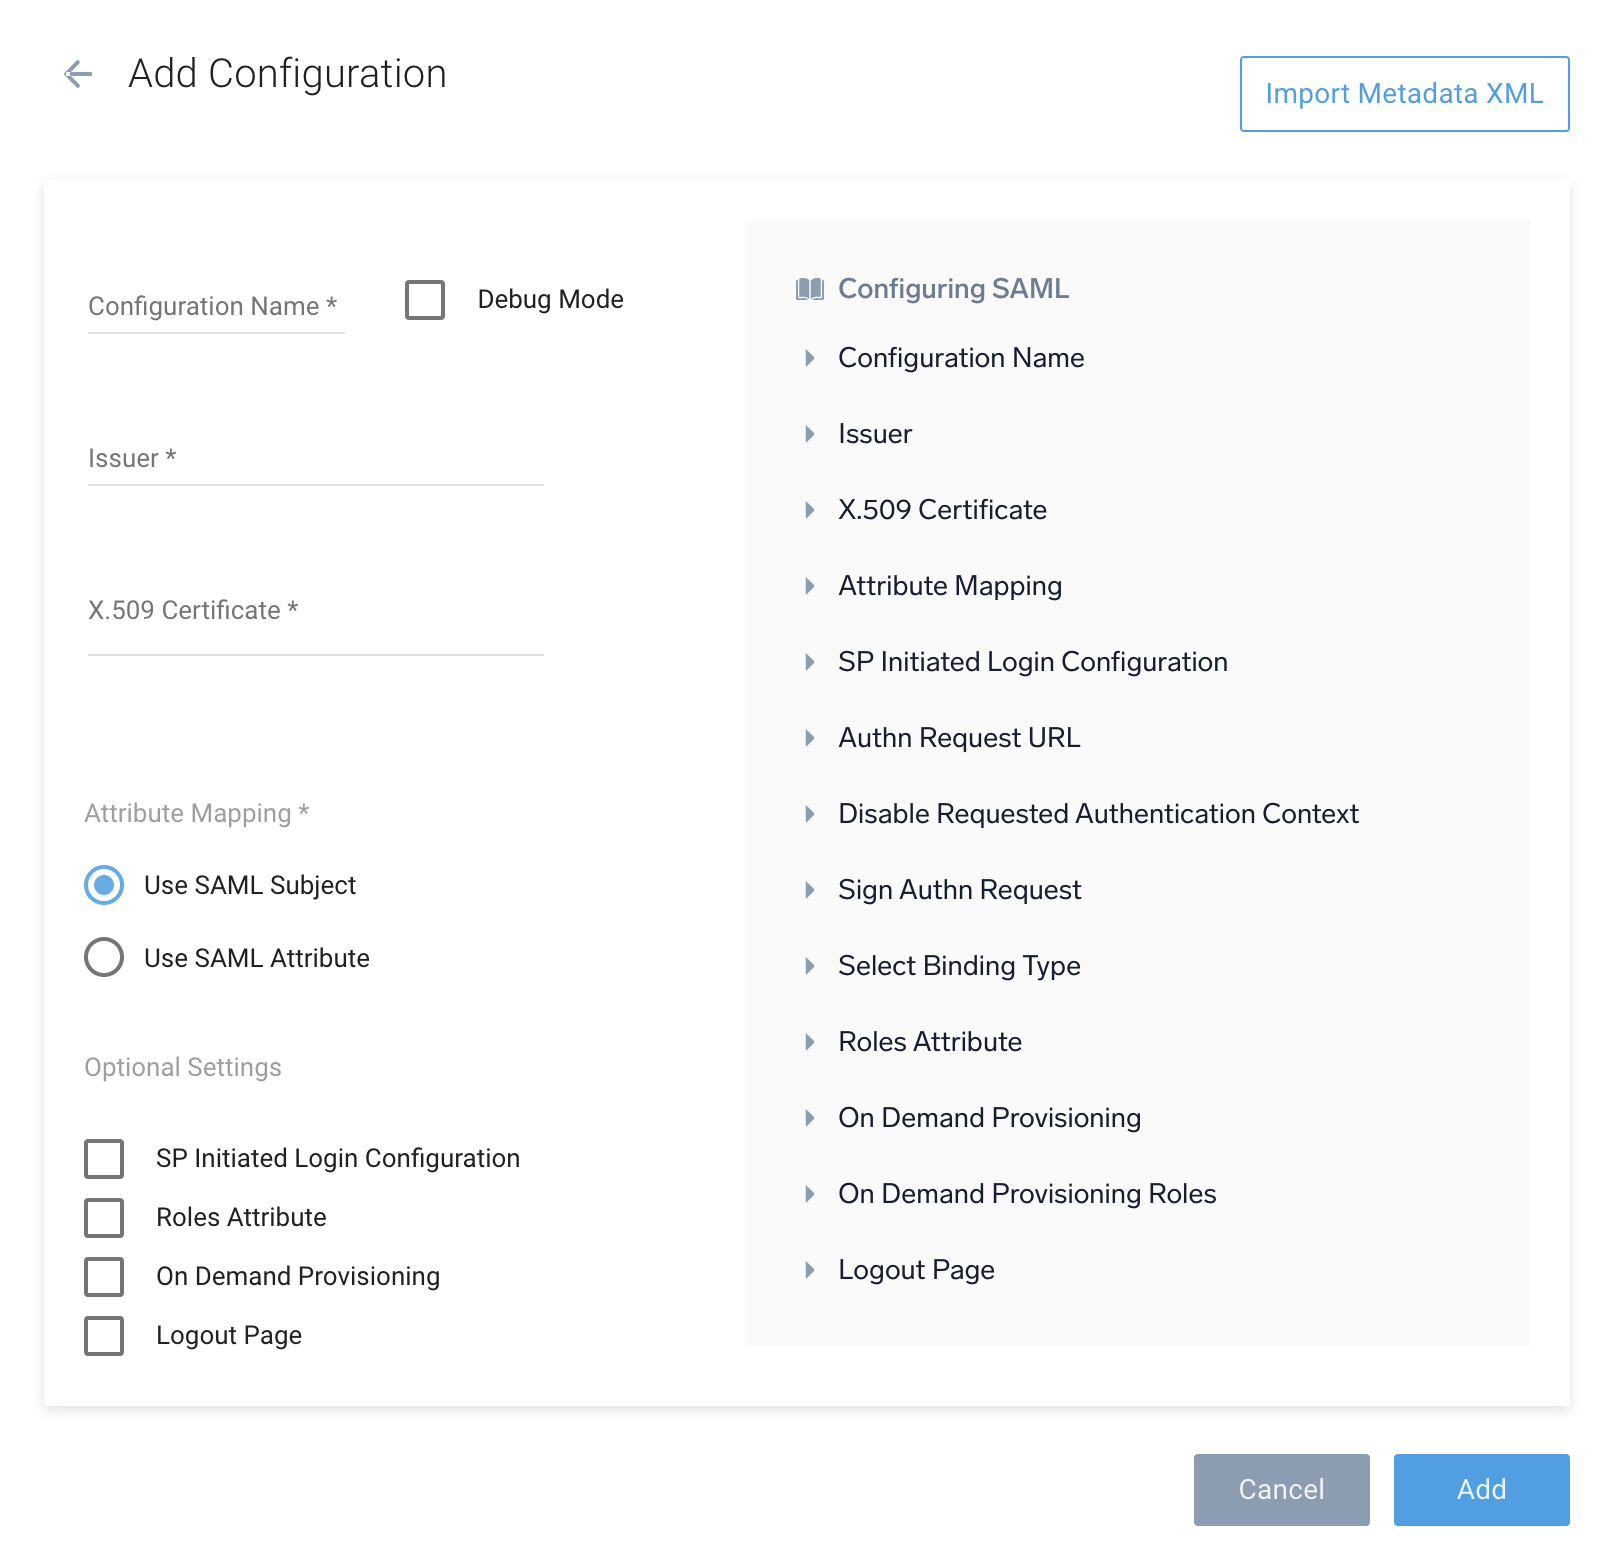 Add Configuration
Import Metadata XML
Configuration Name *
Debug Mode
Issuer *
X.509 Certificate *
Attribute Mapping *
Use SAML Subject
Use SAML Attribute
Optional Settings
SP Initiated Login Configuration
Roles Attribute
On Demand Provisioning
Logout Page
Configuring SAML
Configuration Name
Issuer
X.509 Certificate
Attribute Mapping
SP Initiated Login Configuration
Authn Request URL
Disable Requested Authentication Context
Sign Authn Request
Select Binding Type
Roles Attribute
On Demand Provisioning
On Demand Provisioning Roles
Logout Page
Cancel
Add